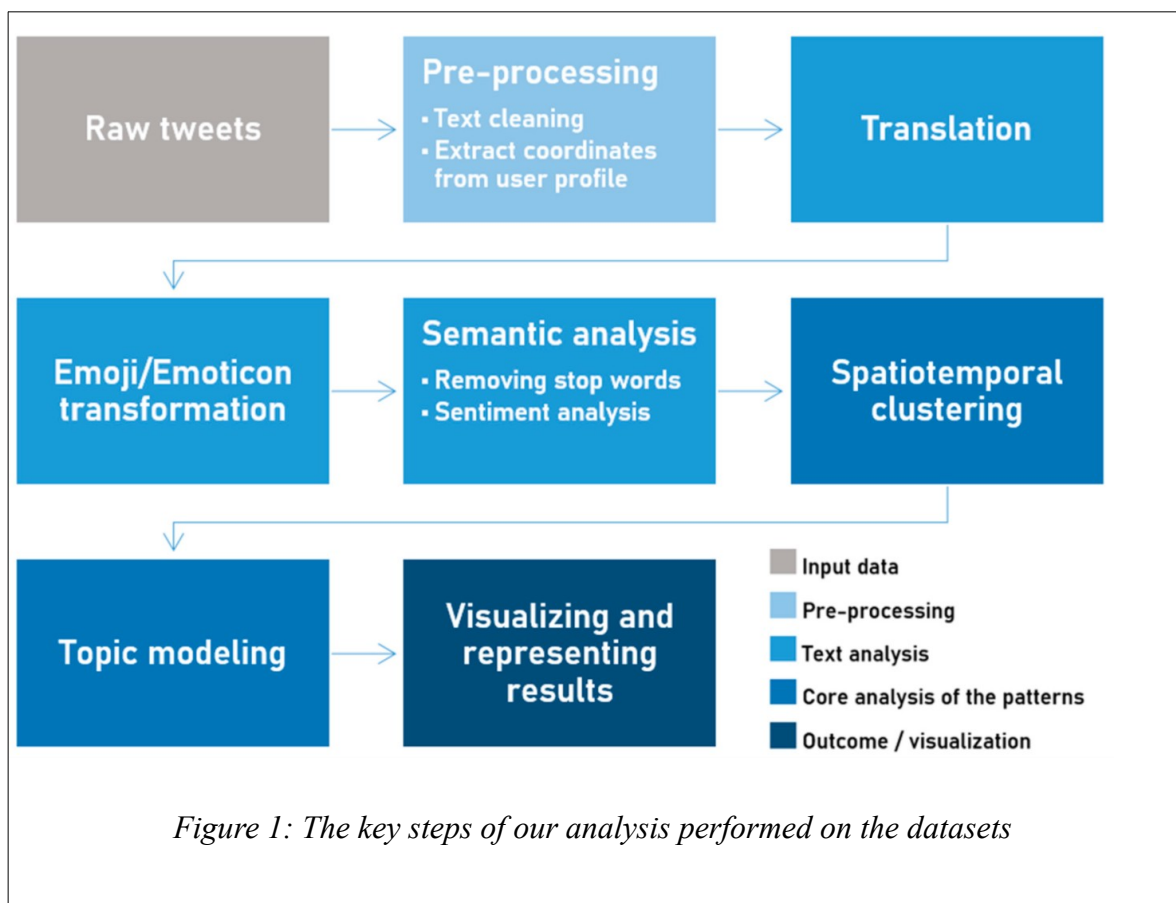 Raw tweets
Pre-processing
▪ Text cleaning
▪ Extract coordinates
from user profile
Translation
Emoji/Emoticon
transformation
Semantic analysis
▪ Removing stop words
▪ Sentiment analysis
Spatiotemporal
clustering
Topic modeling
Visualizing and
representing
results
Input data
Pre-processing
Text analysis
Core analysis of the patterns
Outcome / visualization
Figure 1: The key steps of our analysis performed on the datasets